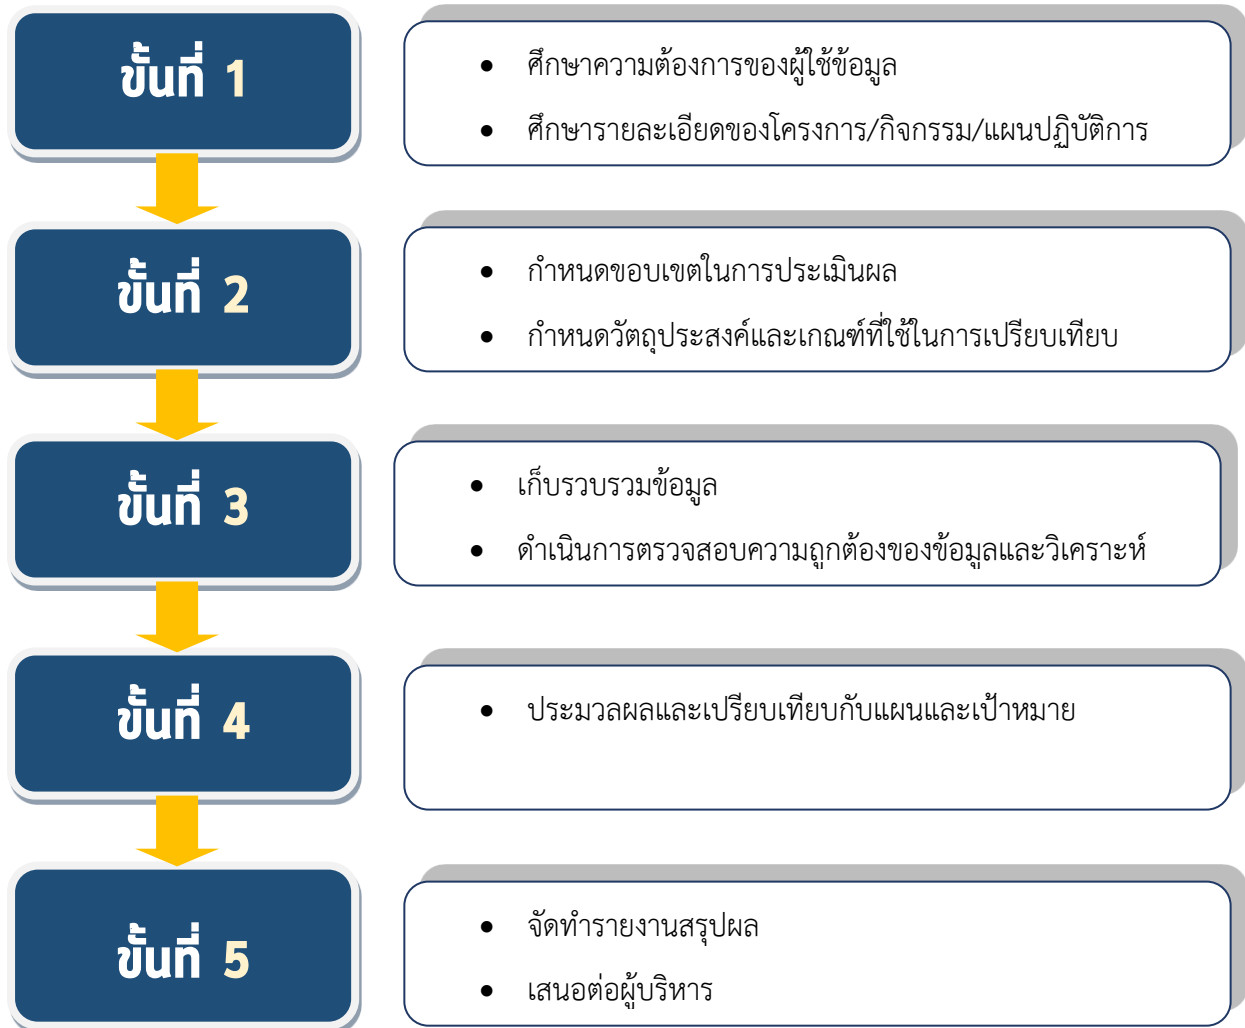 ขั้นที่ 1
• ศึกษาความต้องการของผู้ใช้ข้อมูล
• ศึกษารายละเอียดของโครงการ/กิจกรรม/แผนปฏิบัติการ
ขั้นที่ 2
• กำหนดขอบเขตในการประเมินผล
• กำหนดวัตถุประสงค์และเกณฑ์ที่ใช้ในการเปรียบเทียบ
ขั้นที่ 3
• เก็บรวบรวมข้อมูล
• ดำเนินการตรวจสอบความถูกต้องของข้อมูลและวิเคราะห์
ขั้นที่ 4
• ประมวลผลและเปรียบเทียบกับแผนและเป้าหมาย
ขั้นที่ 5
• จัดทำรายงานสรุปผล
• เสนอต่อผู้บริหาร